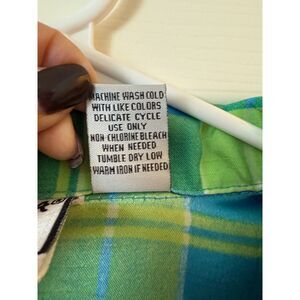 MACHINE WASH COLD
WITH LIKE COLORS
DELICATE CYCLE
USE ONLY
NON-CHLORINE BLEACH
WHEN NEEDED
TUMBLE DRY LOW
WARM IRON IF NEEDED